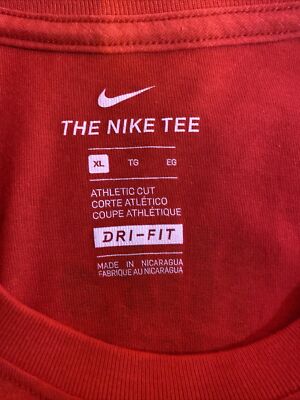 THE NIKE TEE
XL TG EG
ATHLETIC CUT
CORTE ATLÉTICO
COUPE ATHLÉTIQUE
DRI-FIT
MADE IN NICARAGUA
FABRIQUE AU NICARAGUA